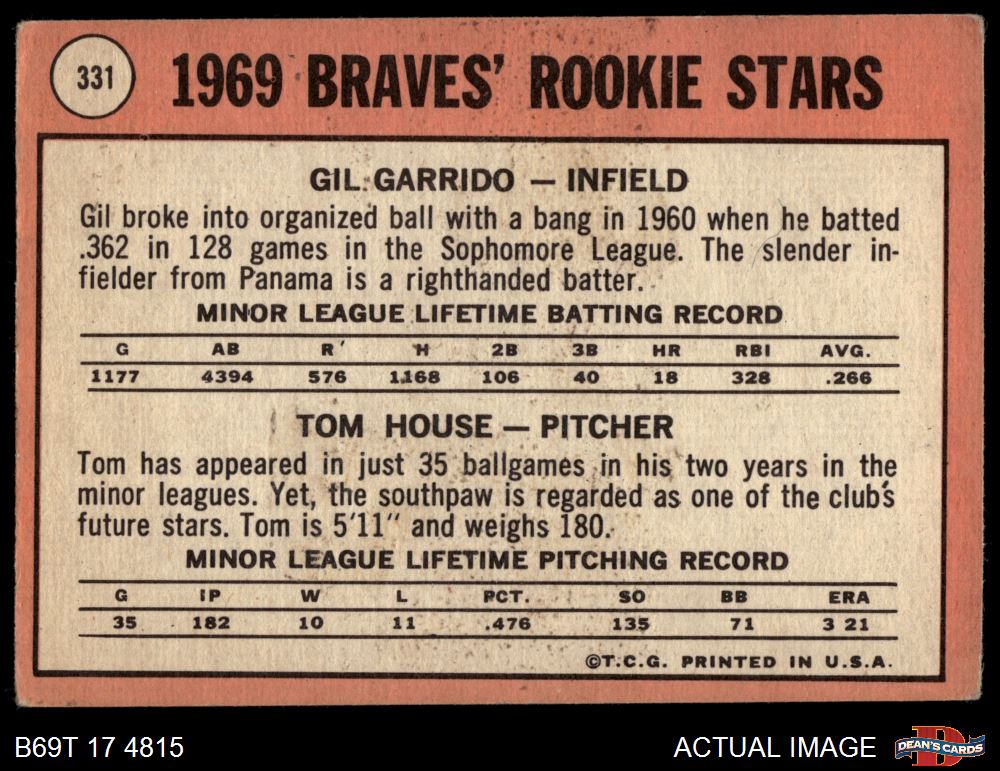 331
1969 BRAVES' ROOKIE STARS
GIL GARRIDO — INFIELD
Gil broke into organized ball with a bang in 1960 when he batted
.362 in 128 games in the Sophomore League. The slender in-
fielder from Panama is a righthanded batter.
MINOR LEAGUE LIFETIME BATTING RECORD
G AB R H 2B 3B HR RBI AVG.
1177 4394 576 1168 106 40 18 328 .266
TOM HOUSE — PITCHER
Tom has appeared in just 35 ballgames in his two years in the
minor leagues. Yet, the southpaw is regarded as one of the club's
future stars. Tom is 5'11" and weighs 180.
MINOR LEAGUE LIFETIME PITCHING RECORD
G IP W L PCT. SO BB ERA
35 182 10 11 .476 135 71 3 21
©T.C.G. PRINTED IN U.S.A.
B69T 17 4815
ACTUAL IMAGE
D
DEAN'S CARDS